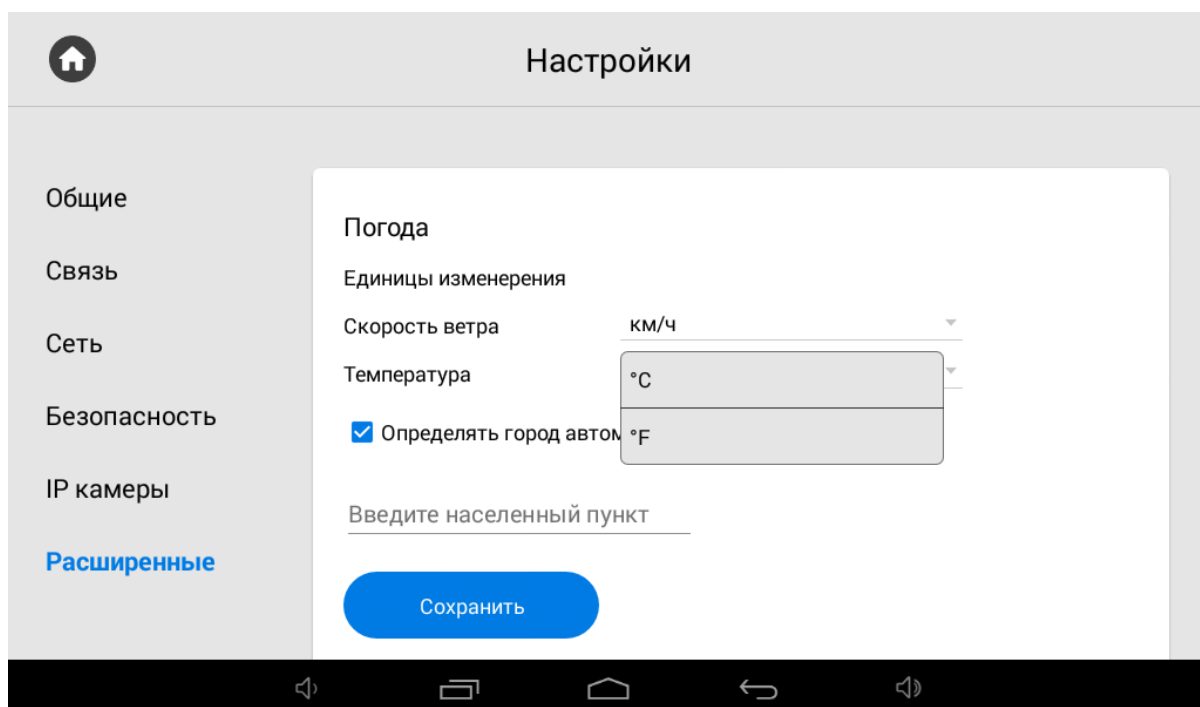 Настройки
Общие
Связь
Сеть
Безопасность
IP камеры
Расширенные
Погода
Единицы изменерения
Скорость ветра км/ч
Температура
°C
Определять город автом
°F
Введите населенный пункт
Сохранить